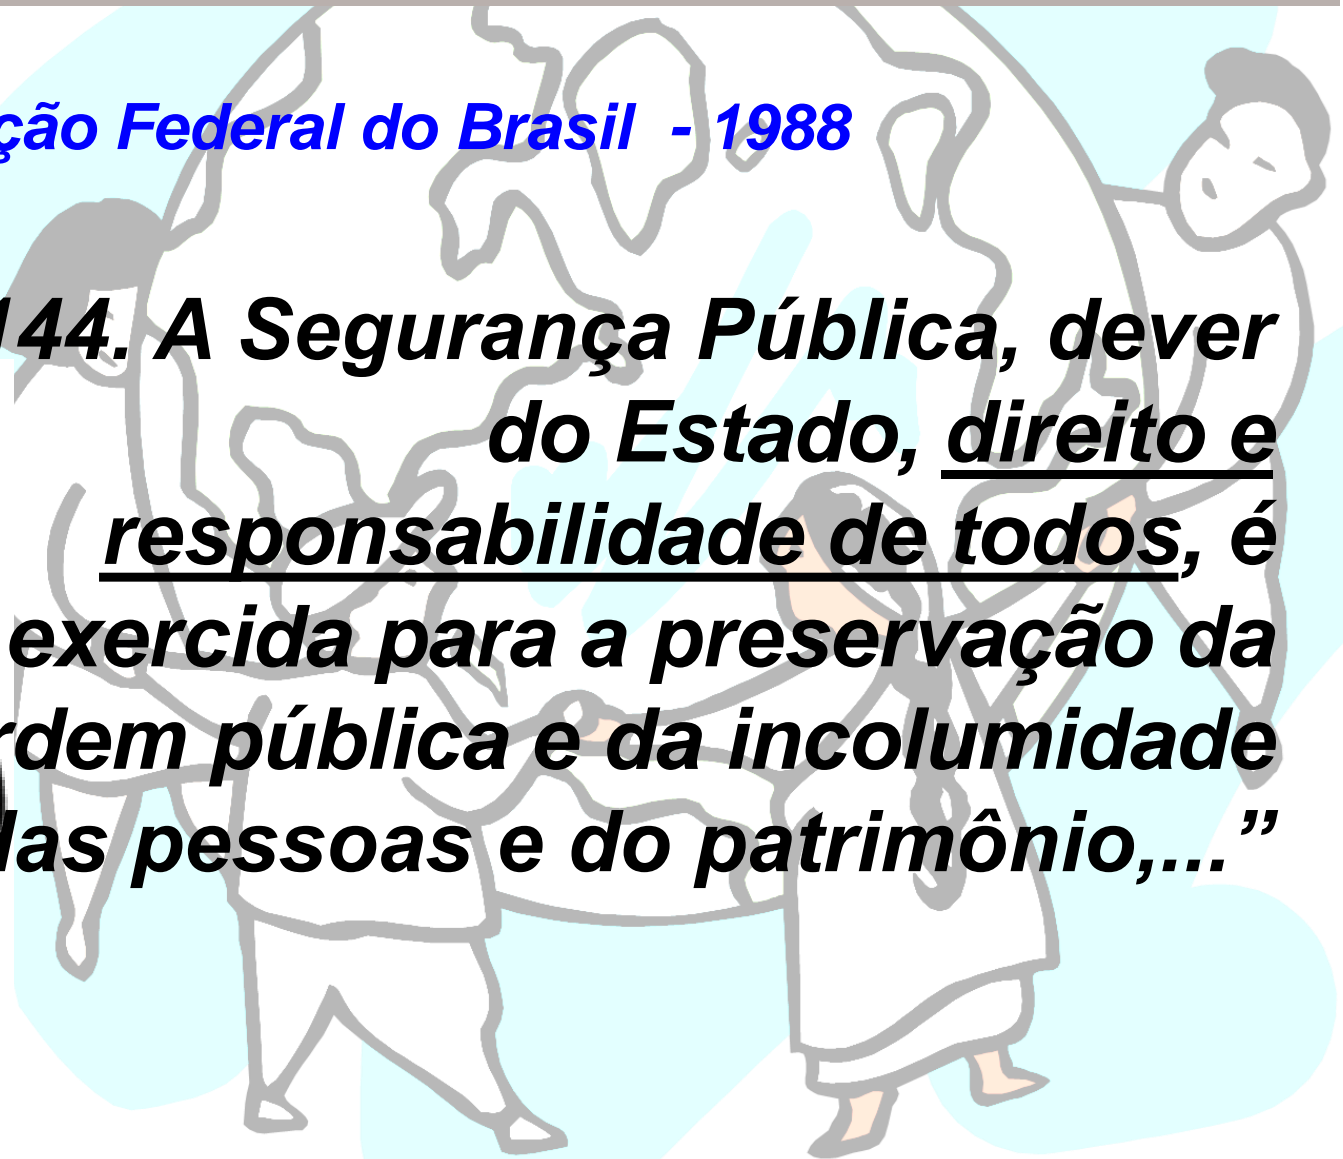 ção Federal do Brasil - 1988
144. A Segurança Pública, dever
do Estado, direito e
responsabilidade de todos, é
exercida para a preservação da
rdem pública e da incolumidade
das pessoas e do patrimônio,...”